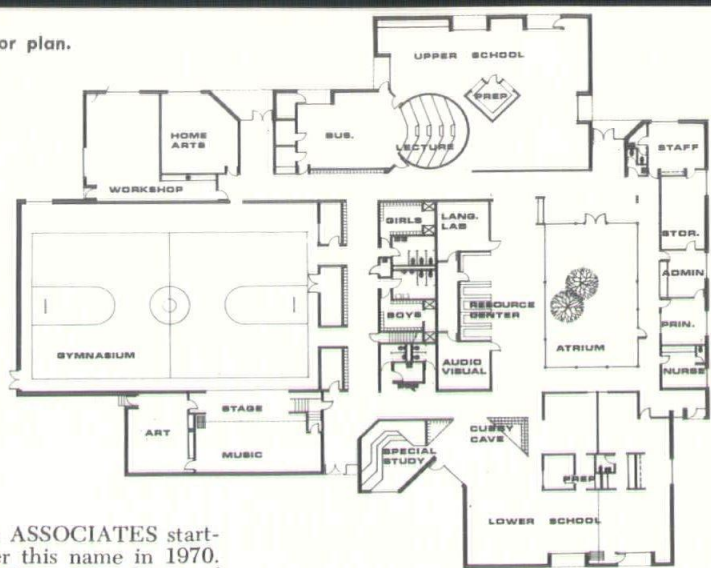 or plan.
UPPER SCHOOL
PREP
HOME
ARTS
BUS.
LECTURE
STAFF
WORKSHOP
GIRLS
LANG.
LAB
STOR.
ADMIN
RESOURCE
CENTER
BOYS
PRIN.
GYMNASIUM
ATRIUM
AUDIO
VISUAL
NURSE
STAGE
ART
MUSIC
CUBBY
CAVE
SPECIAL
STUDY
PREP
LOWER SCHOOL
ASSOCIATES start-
er this name in 1970.